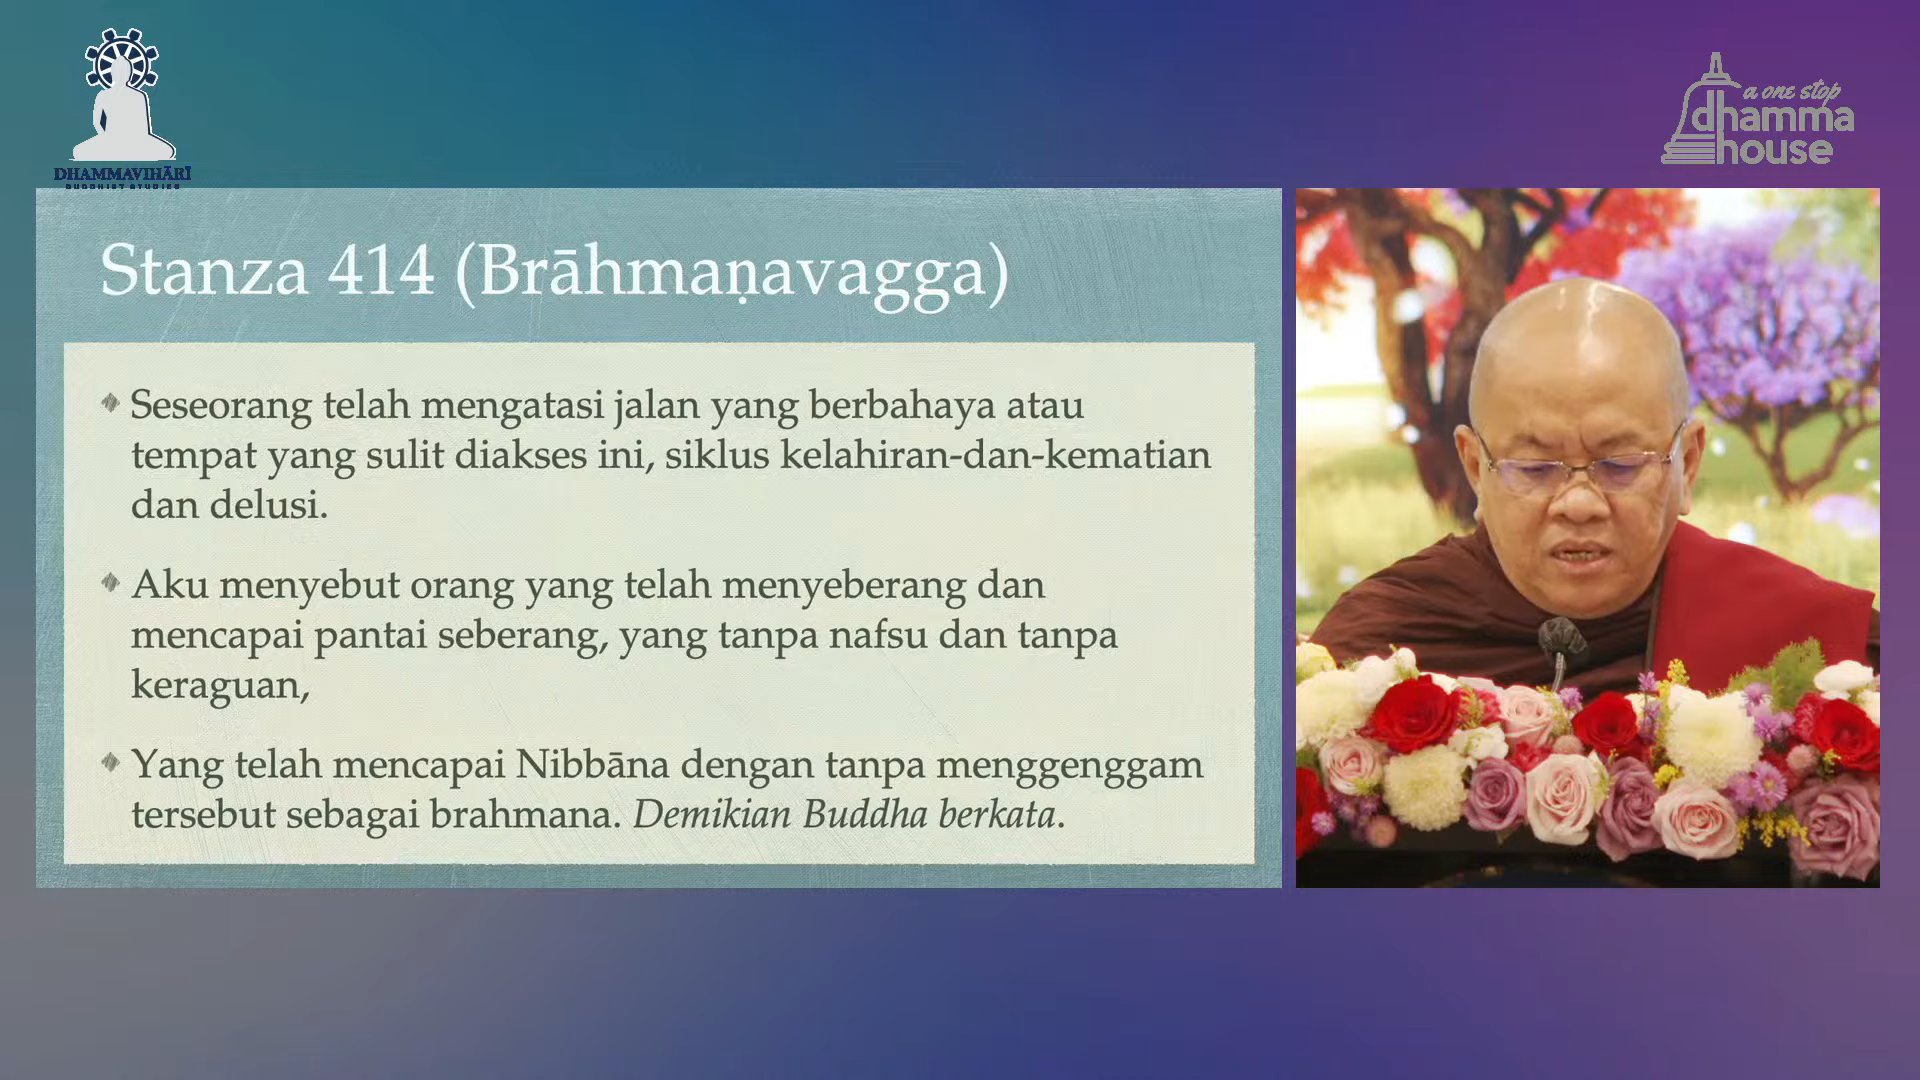 DHAMMAVIHĀRĪ
BUDDHIST STUDIES
a one stop
dhamma
house
Stanza 414 (Brāhmaṇavagga)
Seseorang telah mengatasi jalan yang berbahaya atau
tempat yang sulit diakses ini, siklus kelahiran-dan-kematian
dan delusi.
Aku menyebut orang yang telah menyeberang dan
mencapai pantai seberang, yang tanpa nafsu dan tanpa
keraguan,
Yang telah mencapai Nibbāna dengan tanpa menggenggam
tersebut sebagai brahmana. Demikian Buddha berkata.